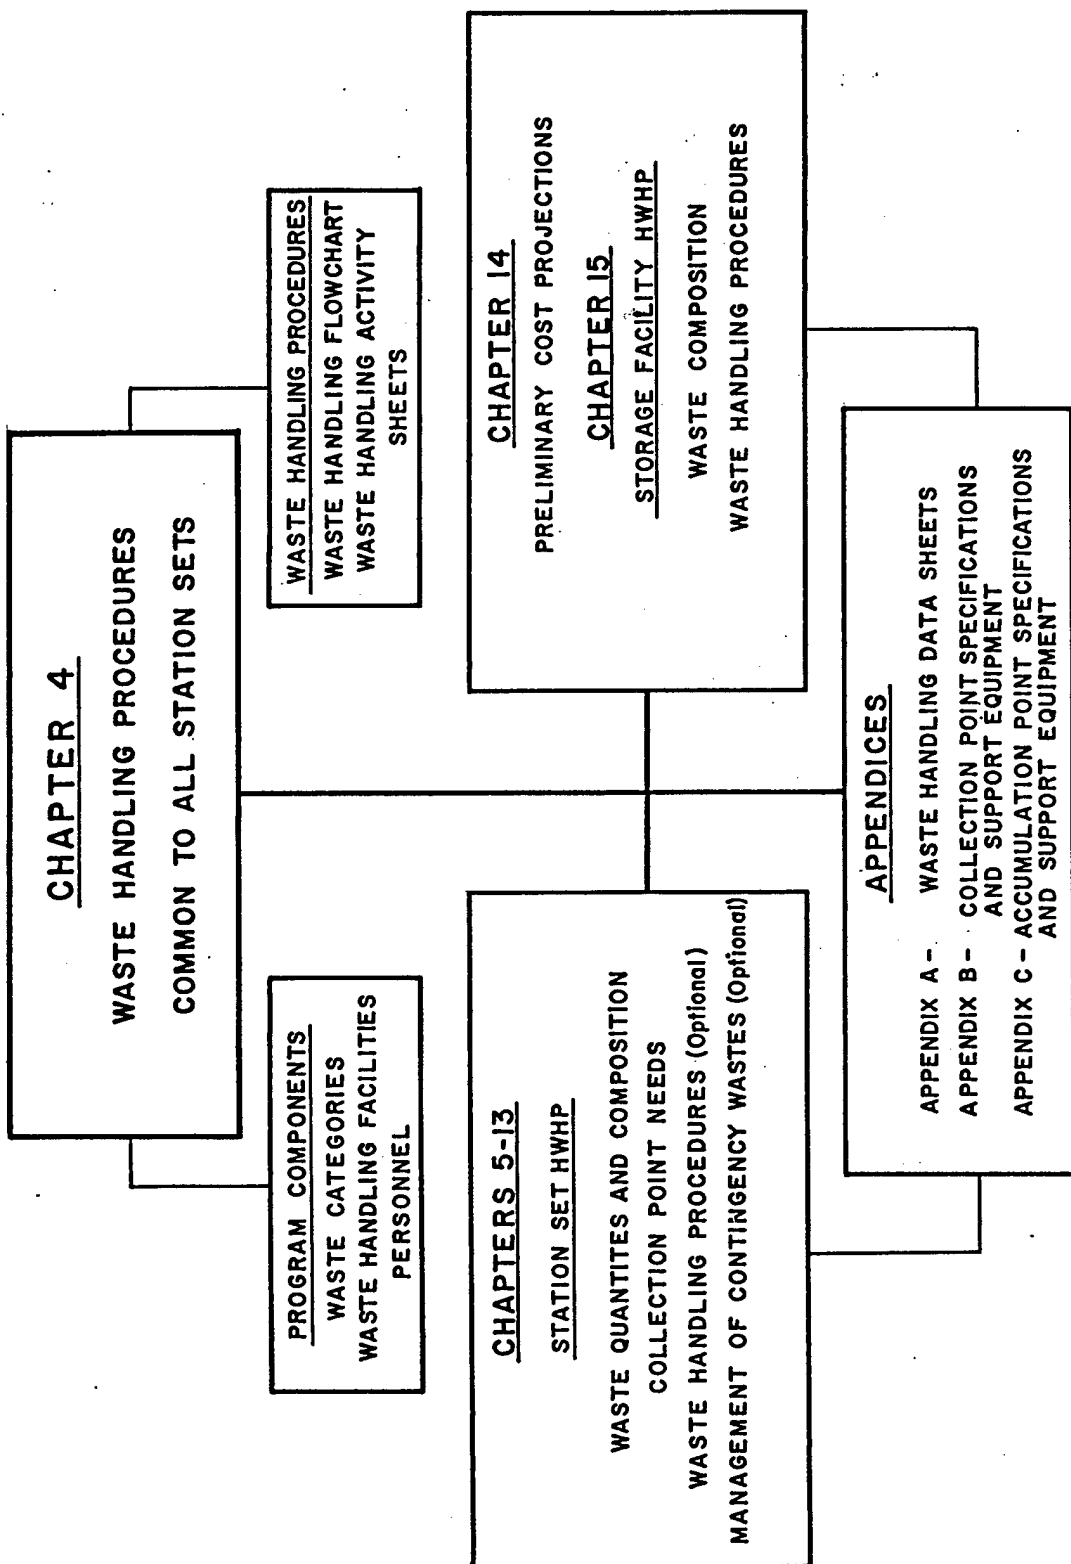 CHAPTER 4
WASTE HANDLING PROCEDURES
COMMON TO ALL STATION SETS
PROGRAM COMPONENTS
WASTE CATEGORIES
WASTE HANDLING FACILITIES
PERSONNEL
WASTE HANDLING PROCEDURES
WASTE HANDLING FLOWCHART
WASTE HANDLING ACTIVITY
SHEETS
CHAPTERS 5-13
STATION SET HWHP
WASTE QUANTITES AND COMPOSITION
COLLECTION POINT NEEDS
WASTE HANDLING PROCEDURES (Optional)
MANAGEMENT OF CONTINGENCY WASTES (Optional)
CHAPTER 14
PRELIMINARY COST PROJECTIONS
CHAPTER 15
STORAGE FACILITY HWHP
WASTE COMPOSITION
WASTE HANDLING PROCEDURES
APPENDICES
APPENDIX A - WASTE HANDLING DATA SHEETS
APPENDIX B - COLLECTION POINT SPECIFICATIONS
AND SUPPORT EQUIPMENT
APPENDIX C - ACCUMULATION POINT SPECIFICATIONS
AND SUPPORT EQUIPMENT